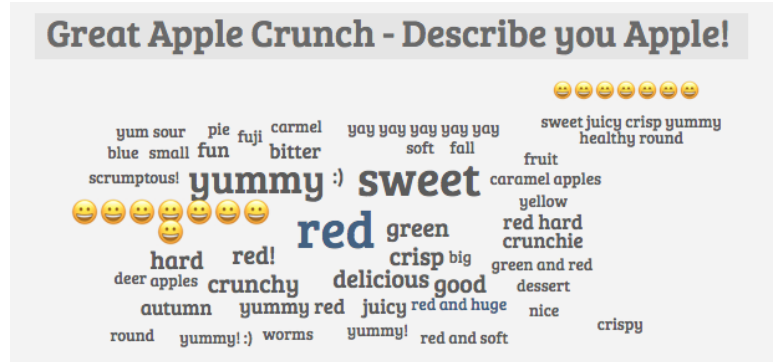 Great Apple Crunch - Describe you Apple!
😀😀😀😀😀😀😀
sweet juicy crisp yummy
healthy round
yum sour
pie
fuji
carmel
yay yay yay yay yay
blue
small
fun
bitter
soft
fall
fruit
scrumptous!
yummy
:)
sweet
caramel apples
yellow
😀😀😀😀😀😀😀
😀
red
green
red hard
crunchie
hard
red!
crisp
big
green and red
deer
apples
crunchy
delicious
good
dessert
autumn
yummy red
juicy
red and huge
nice
round
yummy! :)
worms
yummy!
red and soft
crispy